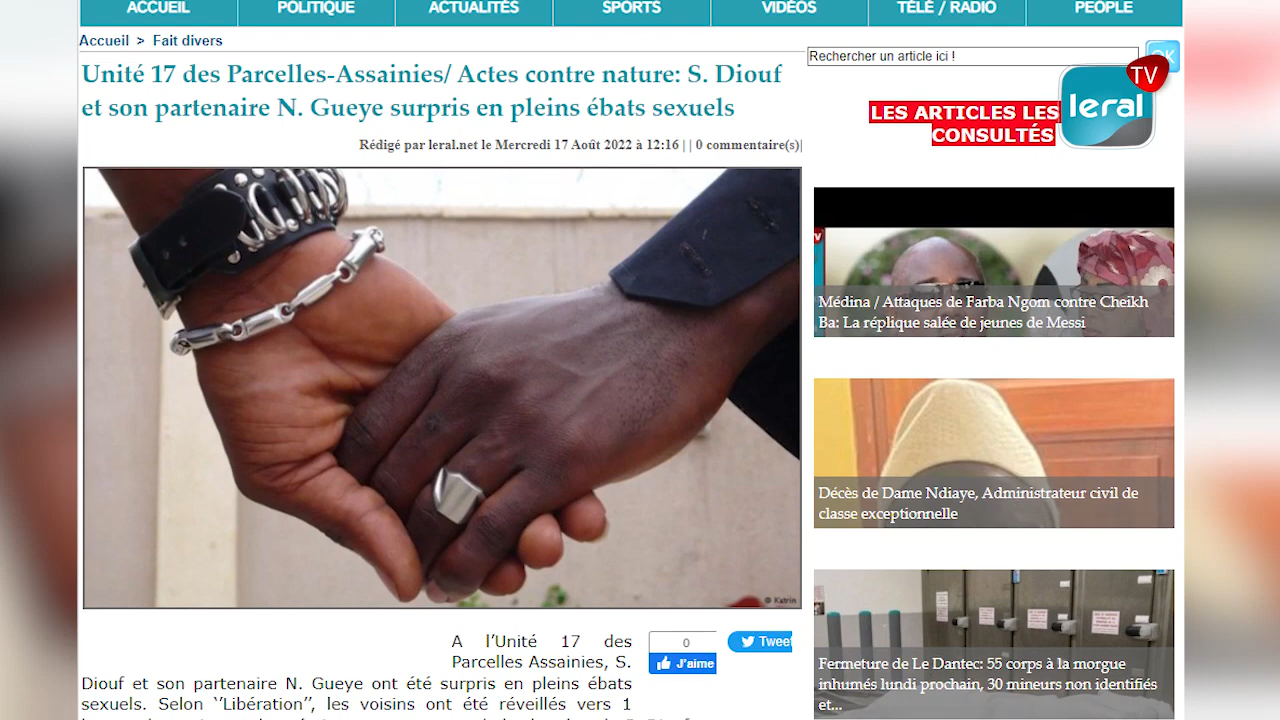 ACCUEIL POLITIQUE ACTUALITÉS SPORTS VIDÉOS TÉLÉ / RADIO PEOPLE
Accueil > Fait divers
Unité 17 des Parcelles-Assainies/ Actes contre nature: S. Diouf
et son partenaire N. Gueye surpris en pleins ébats sexuels
Rédigé par leral.net le Mercredi 17 Août 2022 à 12:16 | | 0 commentaire(s)|
© Katrin
A l’Unité 17 des
Parcelles Assainies, S.
Diouf et son partenaire N. Gueye ont été surpris en pleins ébats
sexuels. Selon ‘‘Libération’’, les voisins ont été réveillés vers 1
0
J'aime
Tweet
Rechercher un article ici !
OK
TV
leral
LES ARTICLES LES
CONSULTÉS
Médina / Attaques de Farba Ngom contre Cheikh
Ba: La réplique salée de jeunes de Messi
Décès de Dame Ndiaye, Administrateur civil de
classe exceptionnelle
Fermeture de Le Dantec: 55 corps à la morgue
inhumés lundi prochain, 30 mineurs non identifiés
et...